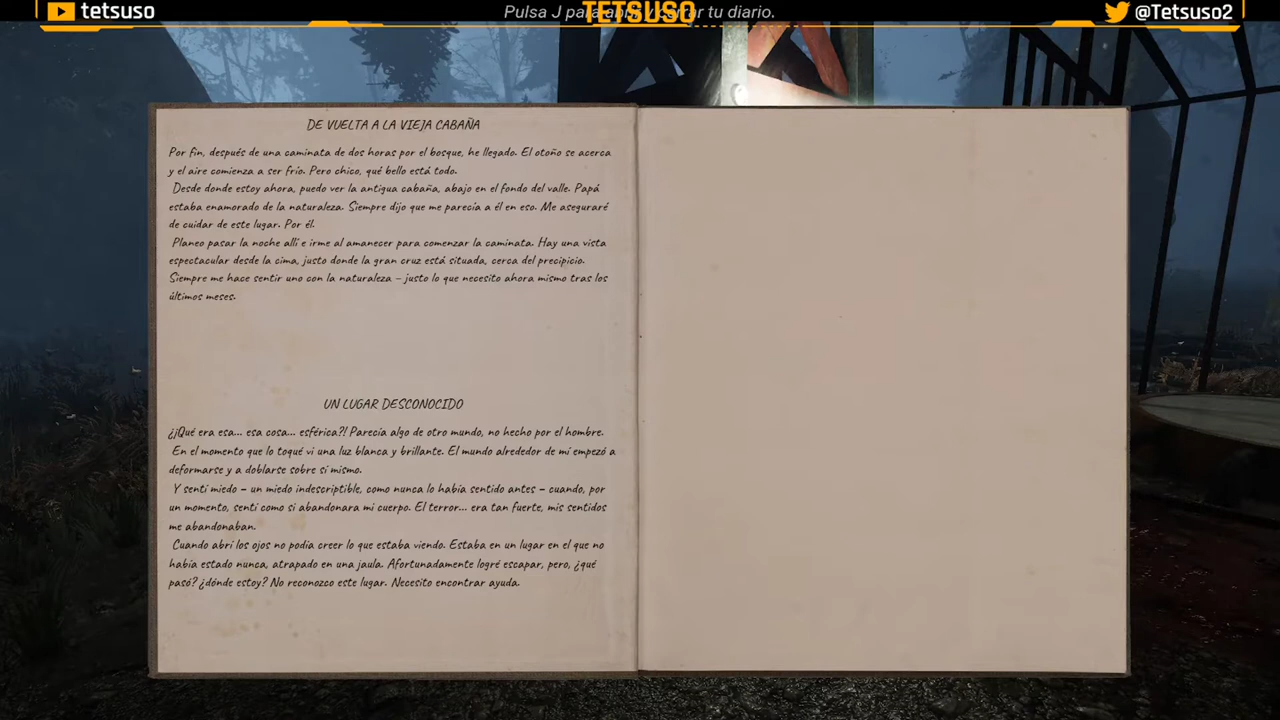 tetsuso
Pulsa J para abrir y cerrar tu diario.
TETSUSO
@Tetsuso2
DE VUELTA A LA VIEJA CABAÑA
Por fin, después de una caminata de dos horas por el bosque, he llegado. El otoño se acerca
y el aire comienza a ser frío. Pero chico, qué bello está todo.
Desde donde estoy ahora, puedo ver la antigua cabaña, abajo en el fondo del valle. Papá
estaba enamorado de la naturaleza. Siempre dijo que me parecía a él en eso. Me aseguraré
de cuidar de este lugar. Por él.
Planeo pasar la noche allí e irme al amanecer para comenzar la caminata. Hay una vista
espectacular desde la cima, justo donde la gran cruz está situada, cerca del precipicio.
Siempre me hace sentir uno con la naturaleza – justo lo que necesito ahora mismo tras los
últimos meses.
UN LUGAR DESCONOCIDO
¿¡Qué era esa... esa cosa... esférica?! Parecía algo de otro mundo, no hecho por el hombre.
En el momento que lo toqué vi una luz blanca y brillante. El mundo alrededor de mí empezó a
deformarse y a doblarse sobre sí mismo.
Y sentí miedo – un miedo indescriptible, como nunca lo había sentido antes – cuando, por
un momento, sentí como si abandonara mi cuerpo. El terror... era tan fuerte, mis sentidos
me abandonaban.
Cuando abrí los ojos no podía creer lo que estaba viendo. Estaba en un lugar en el que no
había estado nunca, atrapado en una jaula. Afortunadamente logré escapar, pero, ¿qué
pasó? ¿dónde estoy? No reconozco este lugar. Necesito encontrar ayuda.